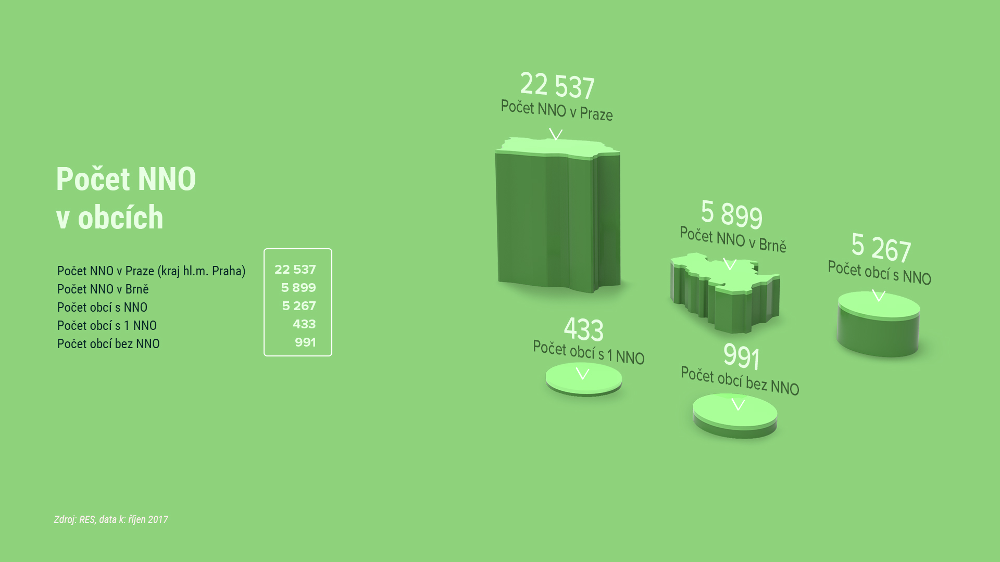 Počet NNO
v obcích
Počet NNO v Praze (kraj hl.m. Praha) 22 537
Počet NNO v Brně 5 899
Počet obcí s NNO 5 267
Počet obcí s 1 NNO 433
Počet obcí bez NNO 991
22 537
Počet NNO v Praze
5 899
Počet NNO v Brně
5 267
Počet obcí s NNO
433
Počet obcí s 1 NNO
991
Počet obcí bez NNO
Zdroj: RES, data k: říjen 2017